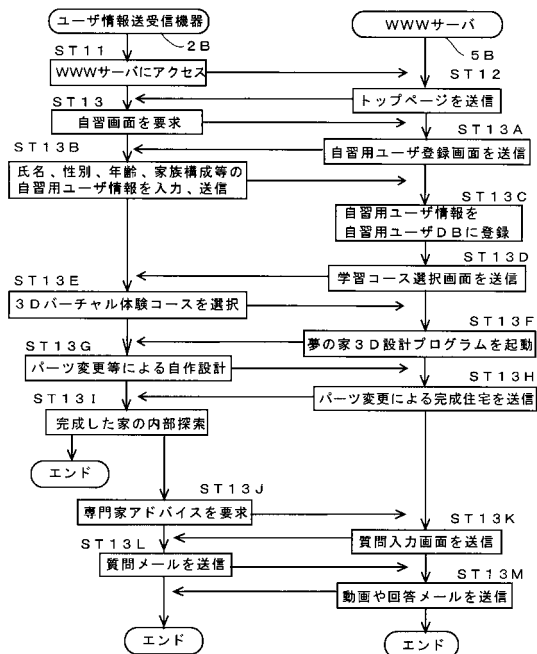 ユーザ情報送受信機器
WWWサーバ
2B
5B
ST11
WWWサーバにアクセス
ST12
トップページを送信
ST13
自習画面を要求
ST13A
自習用ユーザ登録画面を送信
ST13B
氏名、性別、年齢、家族構成等の
自習用ユーザ情報を入力、送信
ST13C
自習用ユーザ情報を
自習用ユーザDBに登録
ST13D
学習コース選択画面を送信
ST13E
3Dバーチャル体験コースを選択
ST13F
夢の家3D設計プログラムを起動
ST13G
パーツ変更等による自作設計
ST13H
パーツ変更による完成住宅を送信
ST13I
完成した家の内部探索
エンド
ST13J
専門家アドバイスを要求
ST13K
質問入力画面を送信
ST13L
質問メールを送信
ST13M
動画や回答メールを送信
エンド
エンド